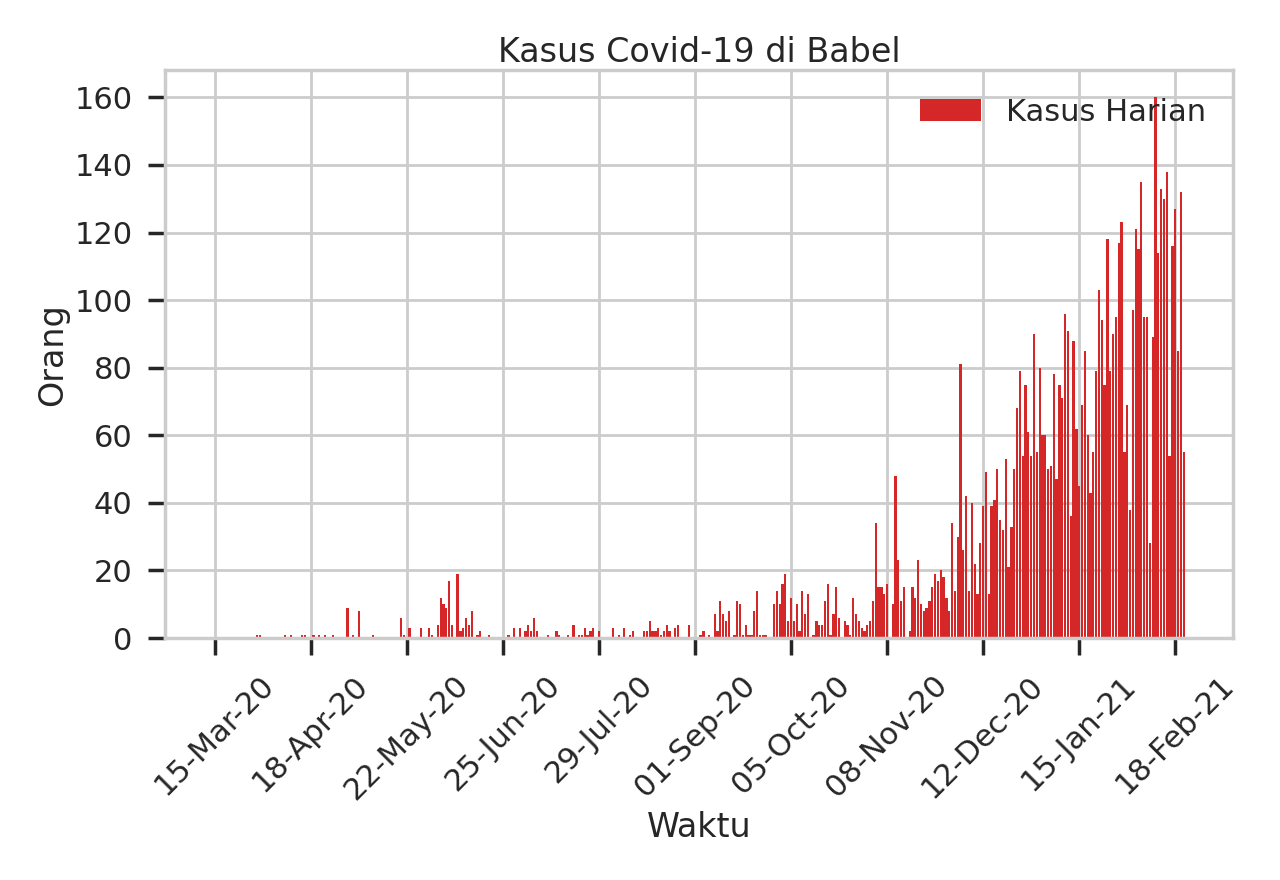 Kasus Covid-19 di Babel
Kasus Harian
Orang
160
140
120
100
80
60
40
20
0
15-Mar-20
18-Apr-20
22-May-20
25-Jun-20
29-Jul-20
01-Sep-20
05-Oct-20
08-Nov-20
12-Dec-20
15-Jan-21
18-Feb-21
Waktu